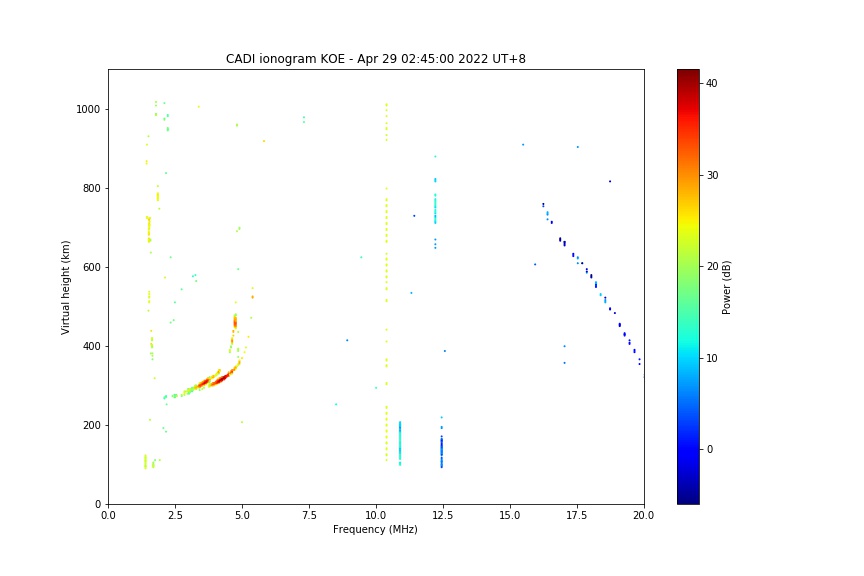 CADI ionogram KOE - Apr 29 02:45:00 2022 UT+8
1000
800
600
400
200
0
Virtual height (km)
0.0 2.5 5.0 7.5 10.0 12.5 15.0 17.5 20.0
Frequency (MHz)
40
30
20
10
0
Power (dB)